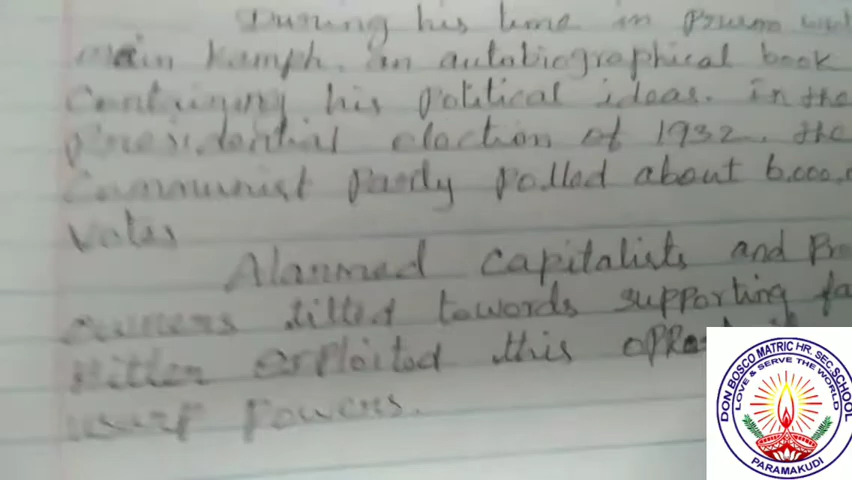 During his time in Prison
Mein Kamph. an autobiographical book
Containing his political ideas. in the
Presidential election of 1932. the
Communist Party polled about 6.000.
Votes
Alarmed capitalists and
owners tilted towords supporting
Hitler exploited this
usurp Powers.
DON BOSCO MATRIC HR. SEC. SCHOOL
LOVE & SERVE THE WORLD
PARAMAKUDI